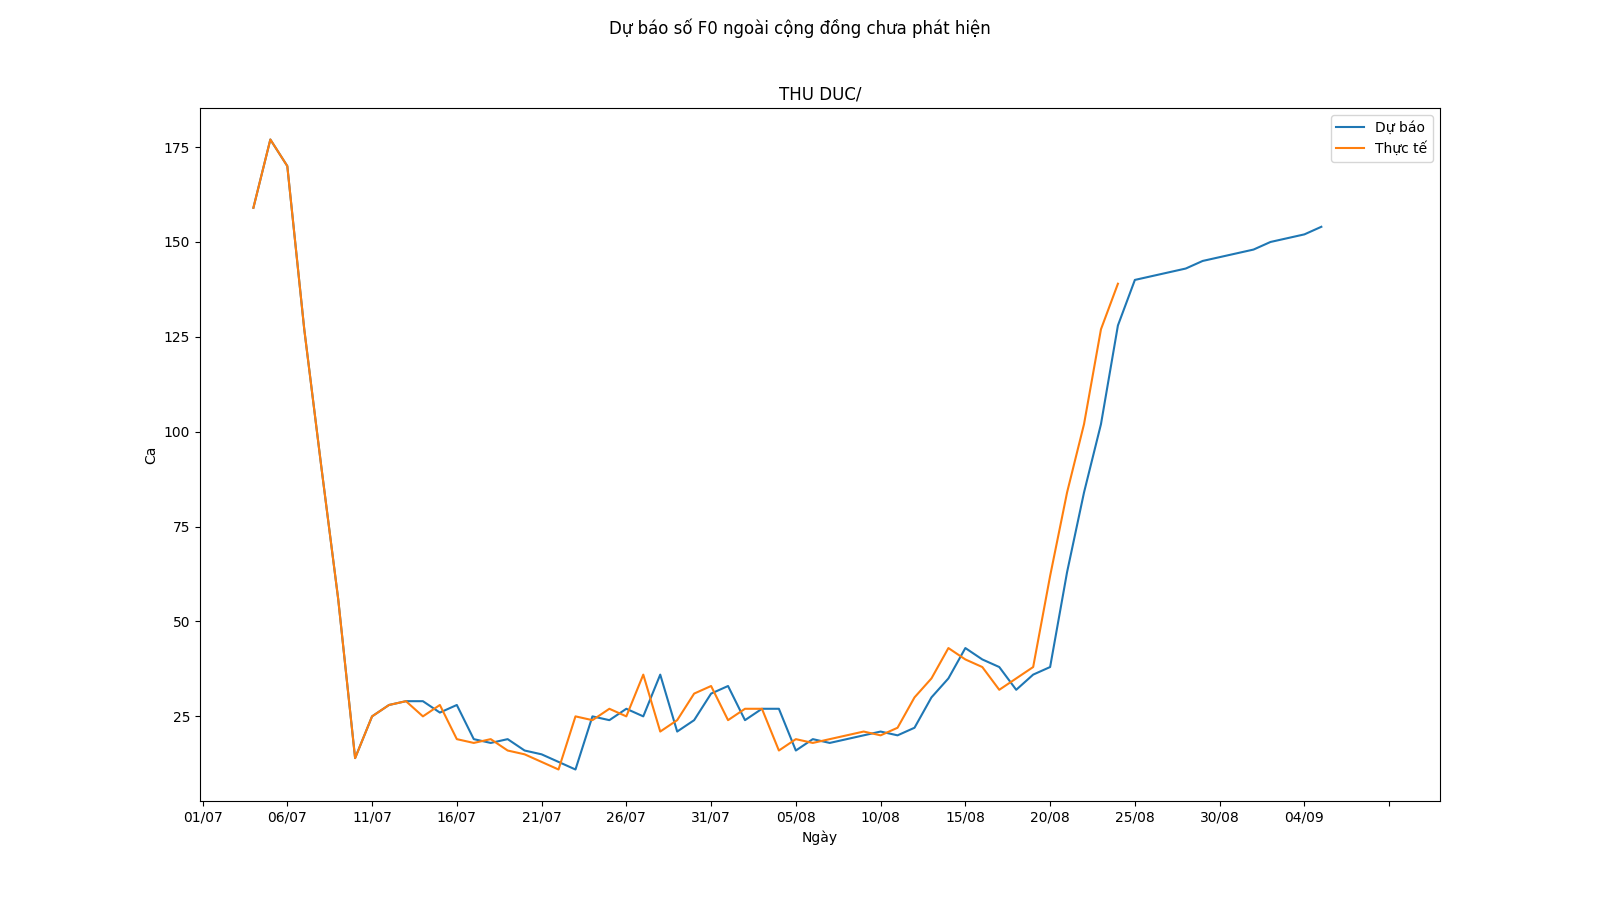 Dự báo số F0 ngoài cộng đồng chưa phát hiện
THU DUC/
Dự báo
Thực tế
175
150
125
100
75
50
25
Ca
01/07 06/07 11/07 16/07 21/07 26/07 31/07 05/08 10/08 15/08 20/08 25/08 30/08 04/09
Ngày